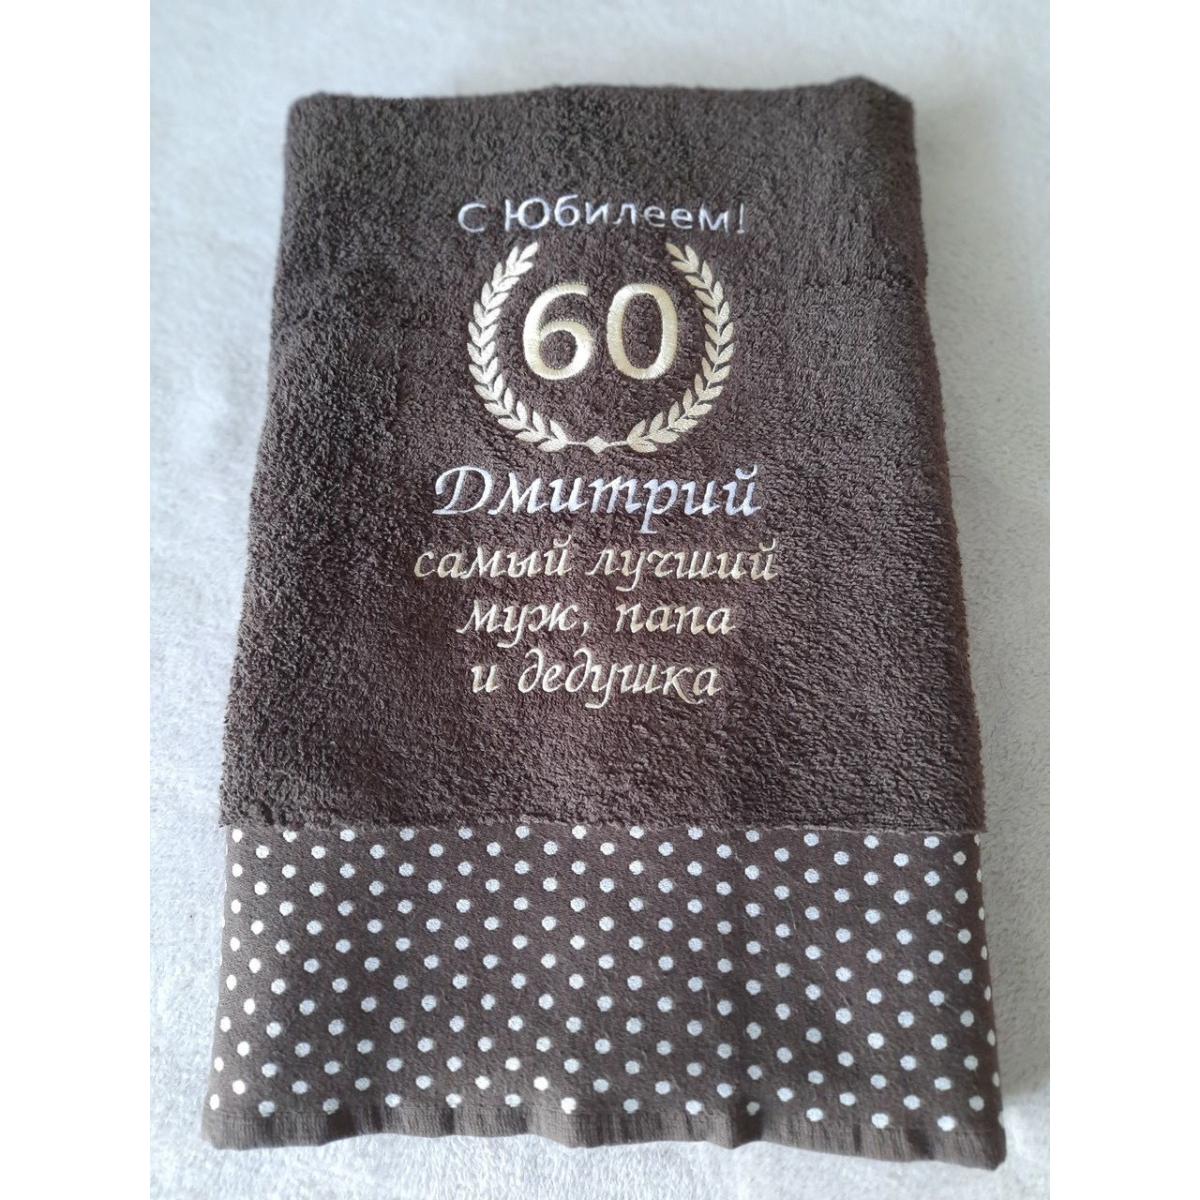 С Юбилеем!
60
Дмитрий
самый лучший
муж, папа
и дедушка